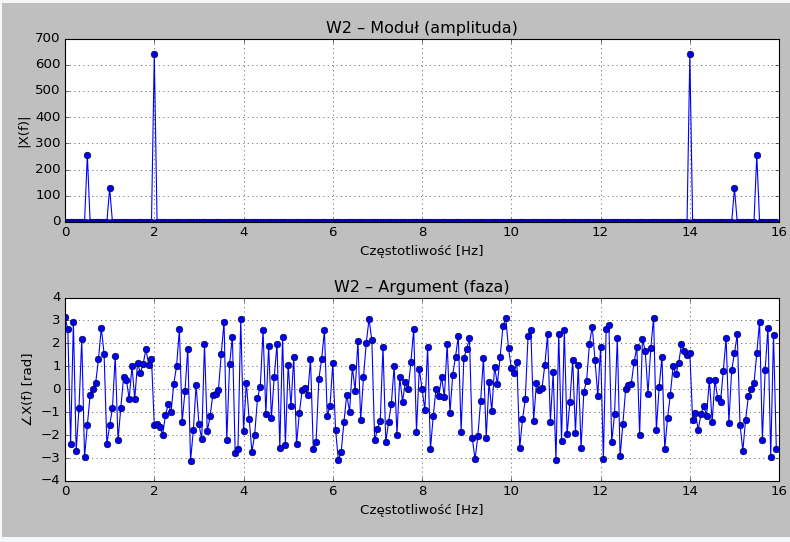 W2 – Moduł (amplituda)
700
600
500
400
300
200
100
0
|X(f)|
0 2 4 6 8 10 12 14 16
Częstotliwość [Hz]
W2 – Argument (faza)
4
3
2
1
0
−1
−2
−3
−4
∠X(f) [rad]
0 2 4 6 8 10 12 14 16
Częstotliwość [Hz]